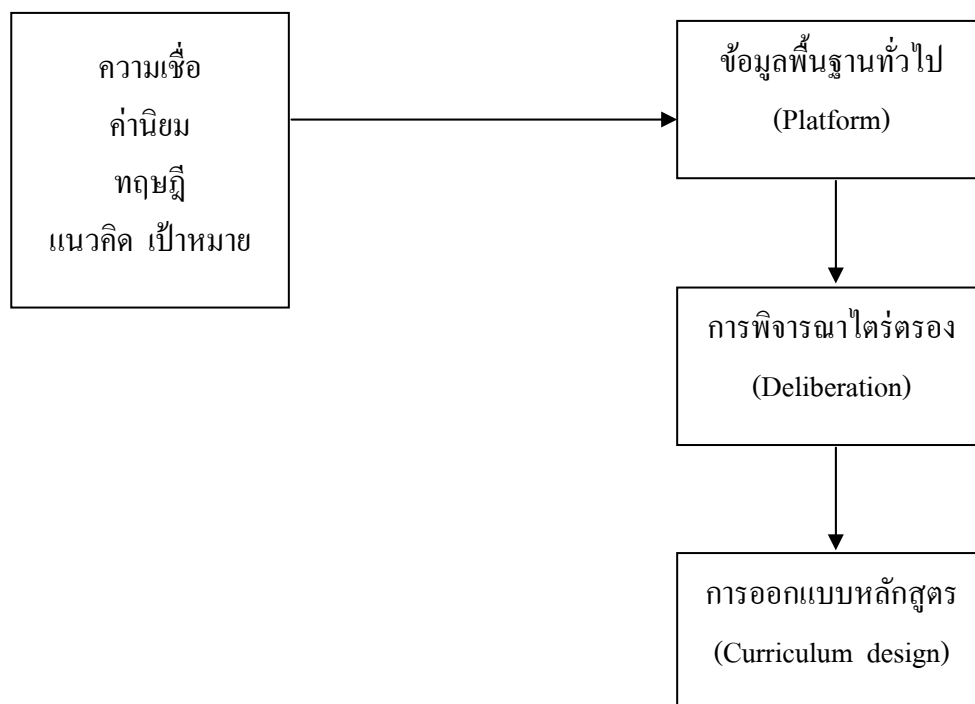 ความเชื่อ
ค่านิยม
ทฤษฎี
แนวคิด เป้าหมาย
ข้อมูลพื้นฐานทั่วไป
(Platform)
การพิจารณาไตร่ตรอง
(Deliberation)
การออกแบบหลักสูตร
(Curriculum design)